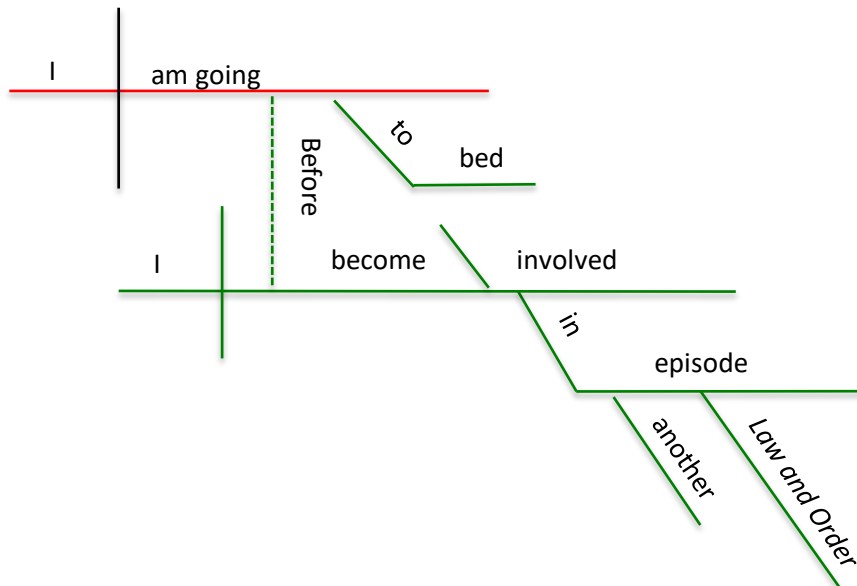 I am going
to
bed
Before
I become involved
in
episode
another
Law and Order